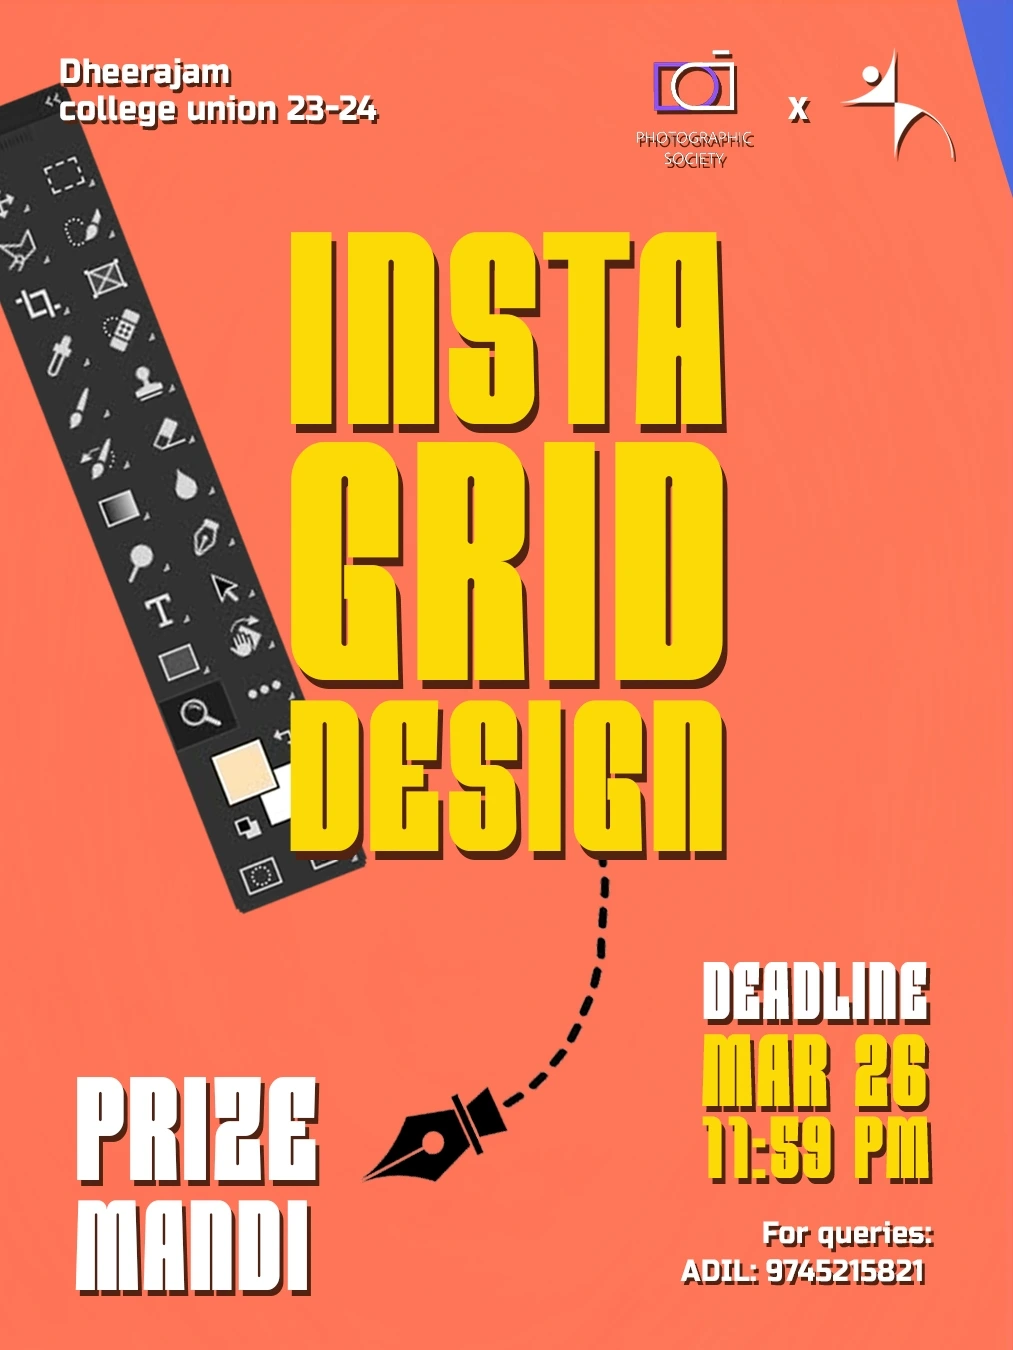 Dheerajam
college union 23-24
PHOTOGRAPHIC
SOCIETY
x
INSTA
GRID
DESIGN
DEADLINE
MAR 26
11:59 PM
PRIZE
MANDI
For queries:
ADIL: 9745215821